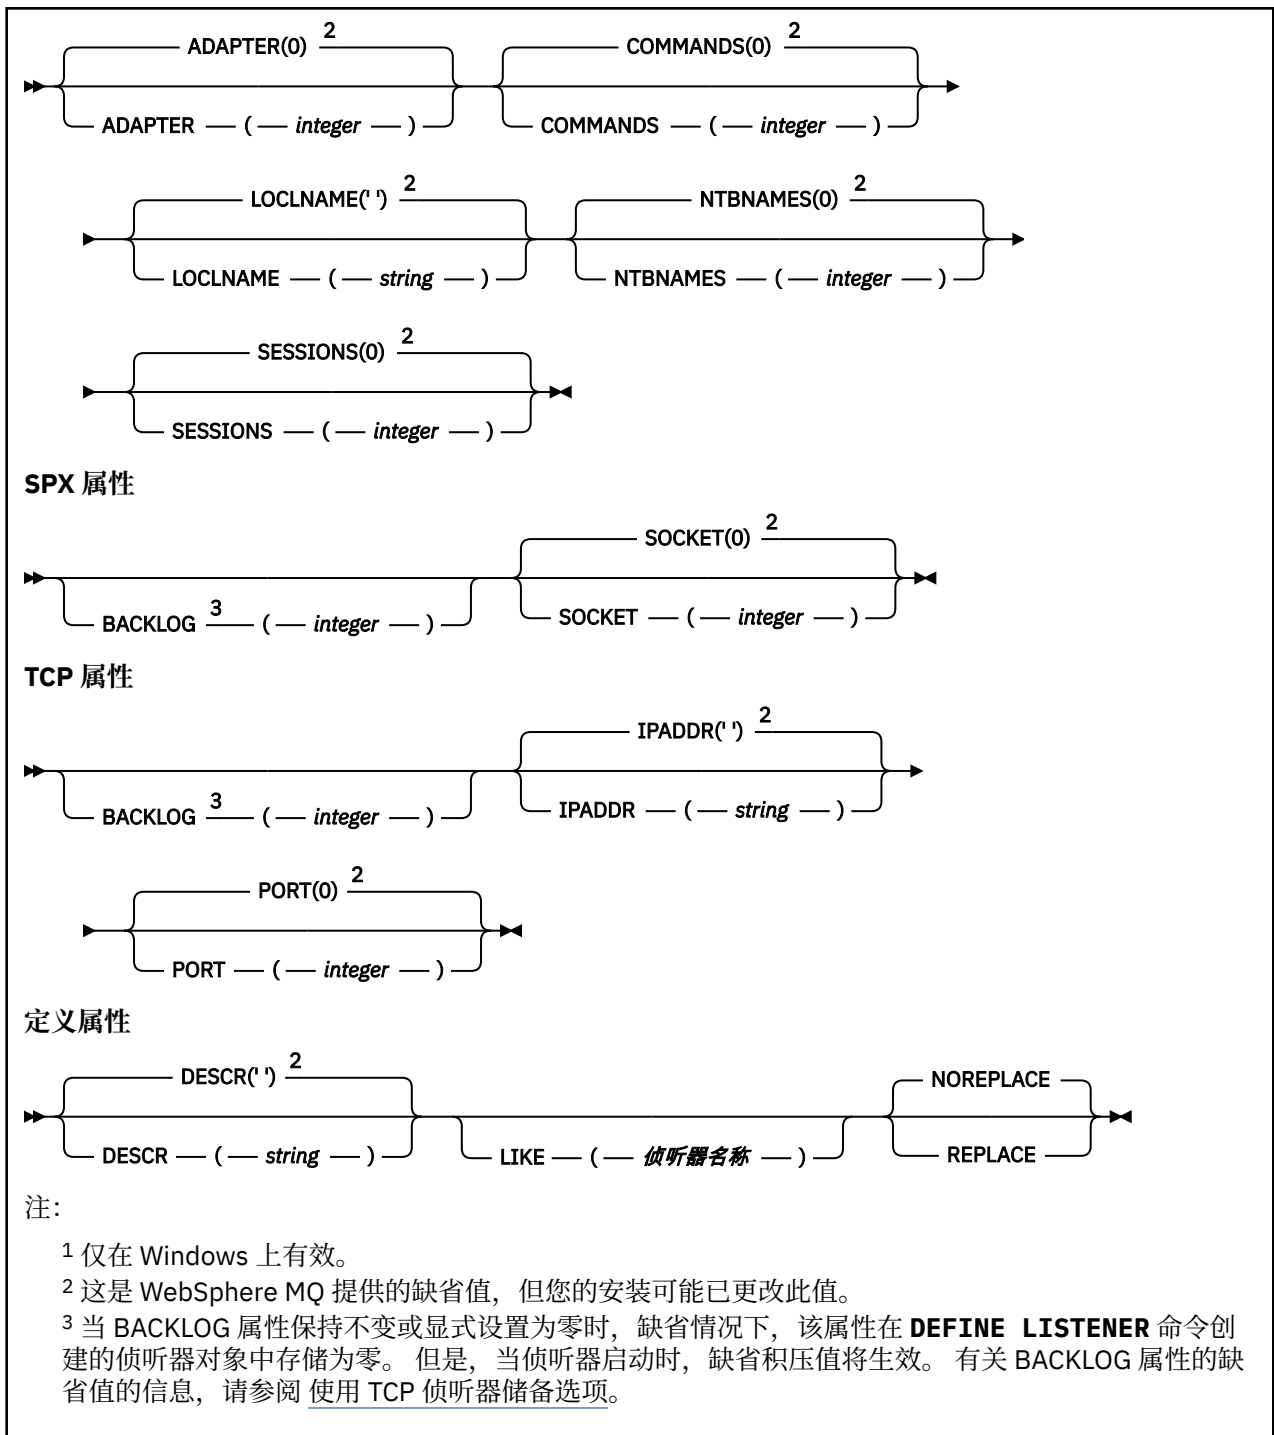 ADAPTER(0) 2 COMMANDS(0) 2
ADAPTER ( integer ) COMMANDS ( integer )
LOCLNAME(' ') 2 NTBNAMES(0) 2
LOCLNAME ( string ) NTBNAMES ( integer )
SESSIONS(0) 2
SESSIONS ( integer )
SPX 属性
SOCKET(0) 2
BACKLOG 3 ( integer ) SOCKET ( integer )
TCP 属性
IPADDR(' ') 2
BACKLOG 3 ( integer ) IPADDR ( string )
PORT(0) 2
PORT ( integer )
定义属性
DESCR(' ') 2 NOREPLACE
DESCR ( string ) LIKE ( 侦听器名称 ) REPLACE
注：
1 仅在 Windows 上有效。
2 这是 WebSphere MQ 提供的缺省值，但您的安装可能已更改此值。
3 当 BACKLOG 属性保持不变或显式设置为零时，缺省情况下，该属性在 DEFINE LISTENER 命令创
建的侦听器对象中存储为零。 但是，当侦听器启动时，缺省积压值将生效。 有关 BACKLOG 属性的缺
省值的信息，请参阅 使用 TCP 侦听器储备选项。